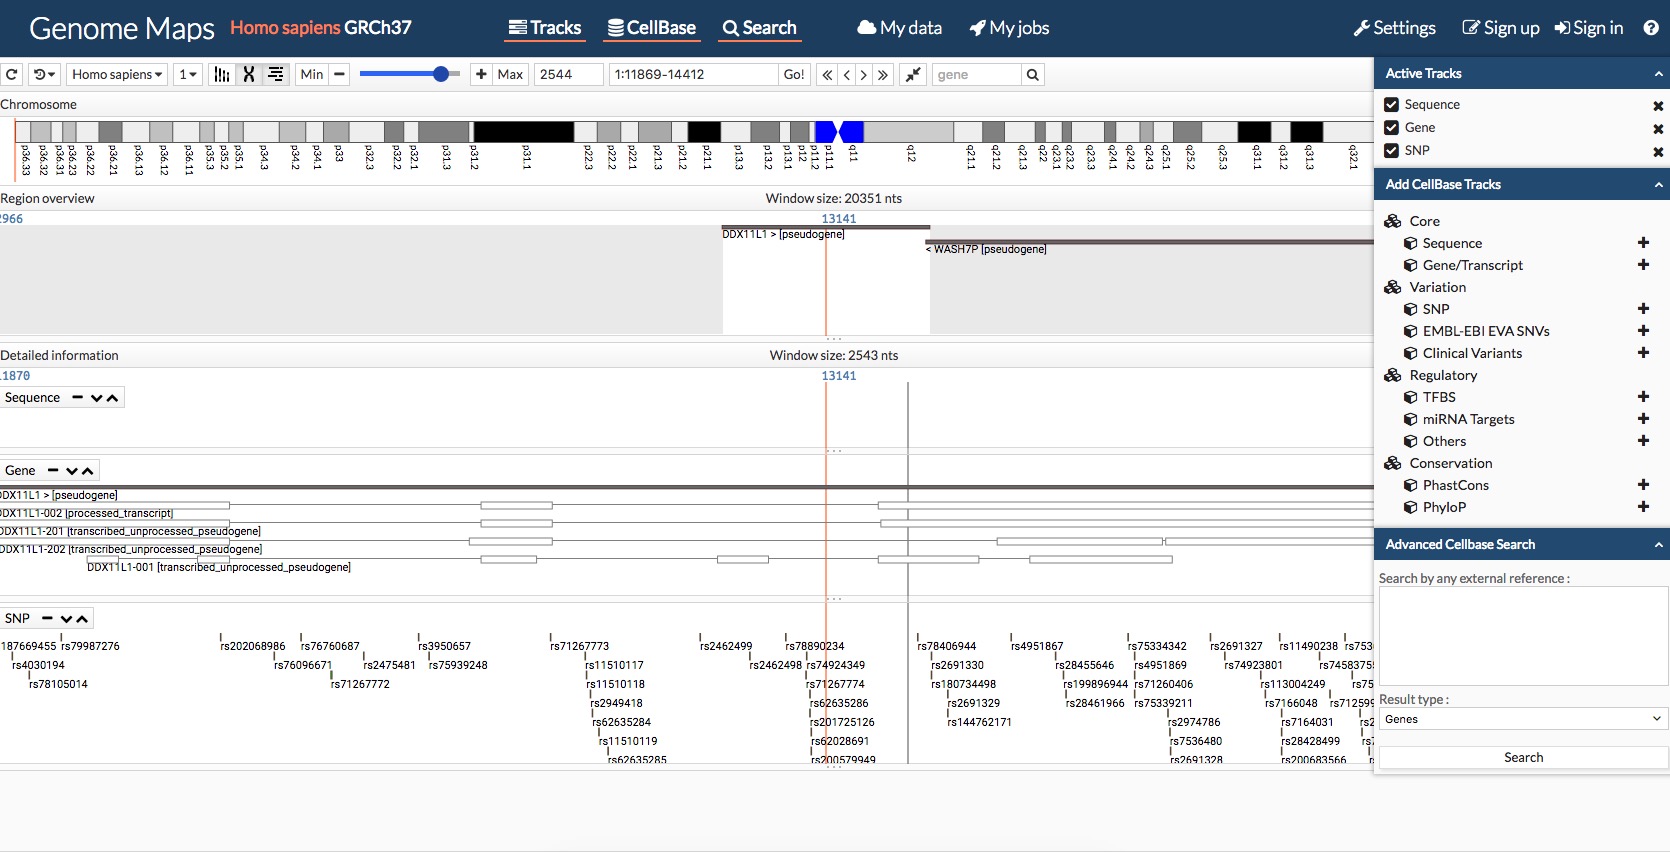 Genome Maps Homo sapiens GRCh37 Tracks CellBase Search My data My jobs Settings Sign up Sign in
Homo sapiens 1 Min Max 2544 1:11869-14412 Go! gene
Chromosome
p36.33 p36.32 p36.31 p36.23 p36.22 p36.21 p36.13 p36.12 p36.11 p35.3 p35.2 p35.1 p34.3 p34.2 p34.1 p33 p32.3 p32.2 p32.1 p31.3 p31.2 p31.1 p22.3 p22.2 p22.1 p21.3 p21.2 p21.1 p13.3 p13.2 p13.1 p12 p11.2 p11.1 q11 q12 q21.1 q21.2 q21.3 q22 q23.1 q23.2 q23.3 q24.1 q24.2 q24.3 q25.1 q25.2 q25.3 q31.1 q31.2 q31.3 q32.1
Region overview Window size: 20351 nts
2966 13141
DDX11L1 > [pseudogene]
< WASH7P [pseudogene]
Detailed information Window size: 2543 nts
11870 13141
Sequence
Gene
DDX11L1 > [pseudogene]
DDX11L1-002 [processed_transcript]
DDX11L1-201 [transcribed_unprocessed_pseudogene]
DDX11L1-202 [transcribed_unprocessed_pseudogene]
DDX11L1-001 [transcribed_unprocessed_pseudogene]
SNP
187669455 rs79987276 rs202068986 rs76760687 rs3950657 rs71267773 rs2462499 rs78890234 rs78406944 rs4951867 rs75334342 rs2691327 rs11490238 rs753
rs4030194 rs76096671 rs2475481 rs75939248 rs11510117 rs2462498 rs74924349 rs2691330 rs28455646 rs4951869 rs74923801 rs7458375
rs78105014 rs71267772 rs11510118 rs71267774 rs180734498 rs199896944 rs71260406 rs113004249 rs75
rs2949418 rs62635286 rs2691329 rs28461966 rs75339211 rs7166048 rs712599
rs62635284 rs201725126 rs144762171 rs2974786 rs7164031 rs2
rs11510119 rs62028691 rs7536480 rs28428499 rs7
rs62635285 rs200579949 rs2691328 rs200683566
Active Tracks
Sequence
Gene
SNP
Add CellBase Tracks
Core
Sequence
Gene/Transcript
Variation
SNP
EMBL-EBI EVA SNVs
Clinical Variants
Regulatory
TFBS
miRNA Targets
Others
Conservation
PhastCons
PhyloP
Advanced Cellbase Search
Search by any external reference :
Result type :
Genes
Search